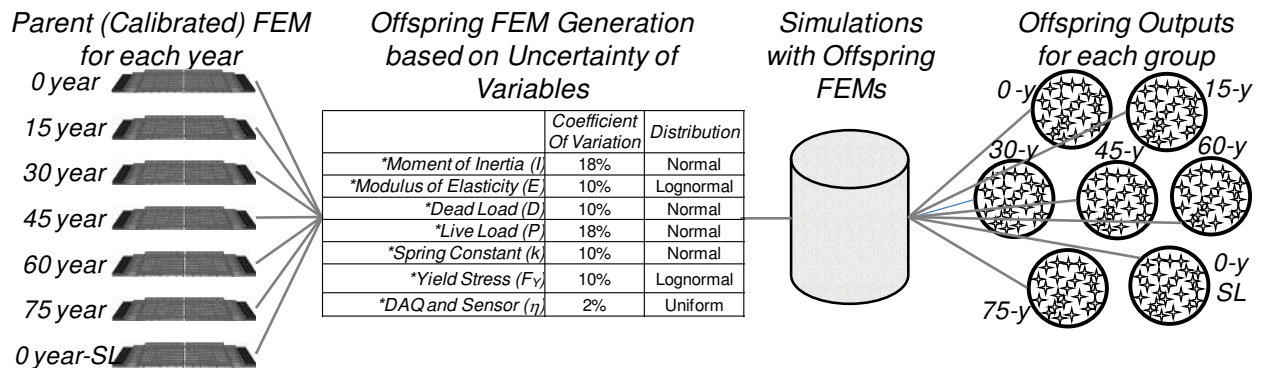 Parent (Calibrated) FEM
for each year
0 year
15 year
30 year
45 year
60 year
75 year
0 year-SL
Offspring FEM Generation
based on Uncertainty of
Variables
Coefficient
Of Variation
Distribution
*Moment of Inertia (I) 18% Normal
*Modulus of Elasticity (E) 10% Lognormal
*Dead Load (D) 10% Normal
*Live Load (P) 18% Normal
*Spring Constant (k) 10% Normal
*Yield Stress (FY) 10% Lognormal
*DAQ and Sensor (η) 2% Uniform
Simulations
with Offspring
FEMs
Offspring Outputs
for each group
0-y
15-y
30-y
45-y
60-y
75-y
0-y
SL